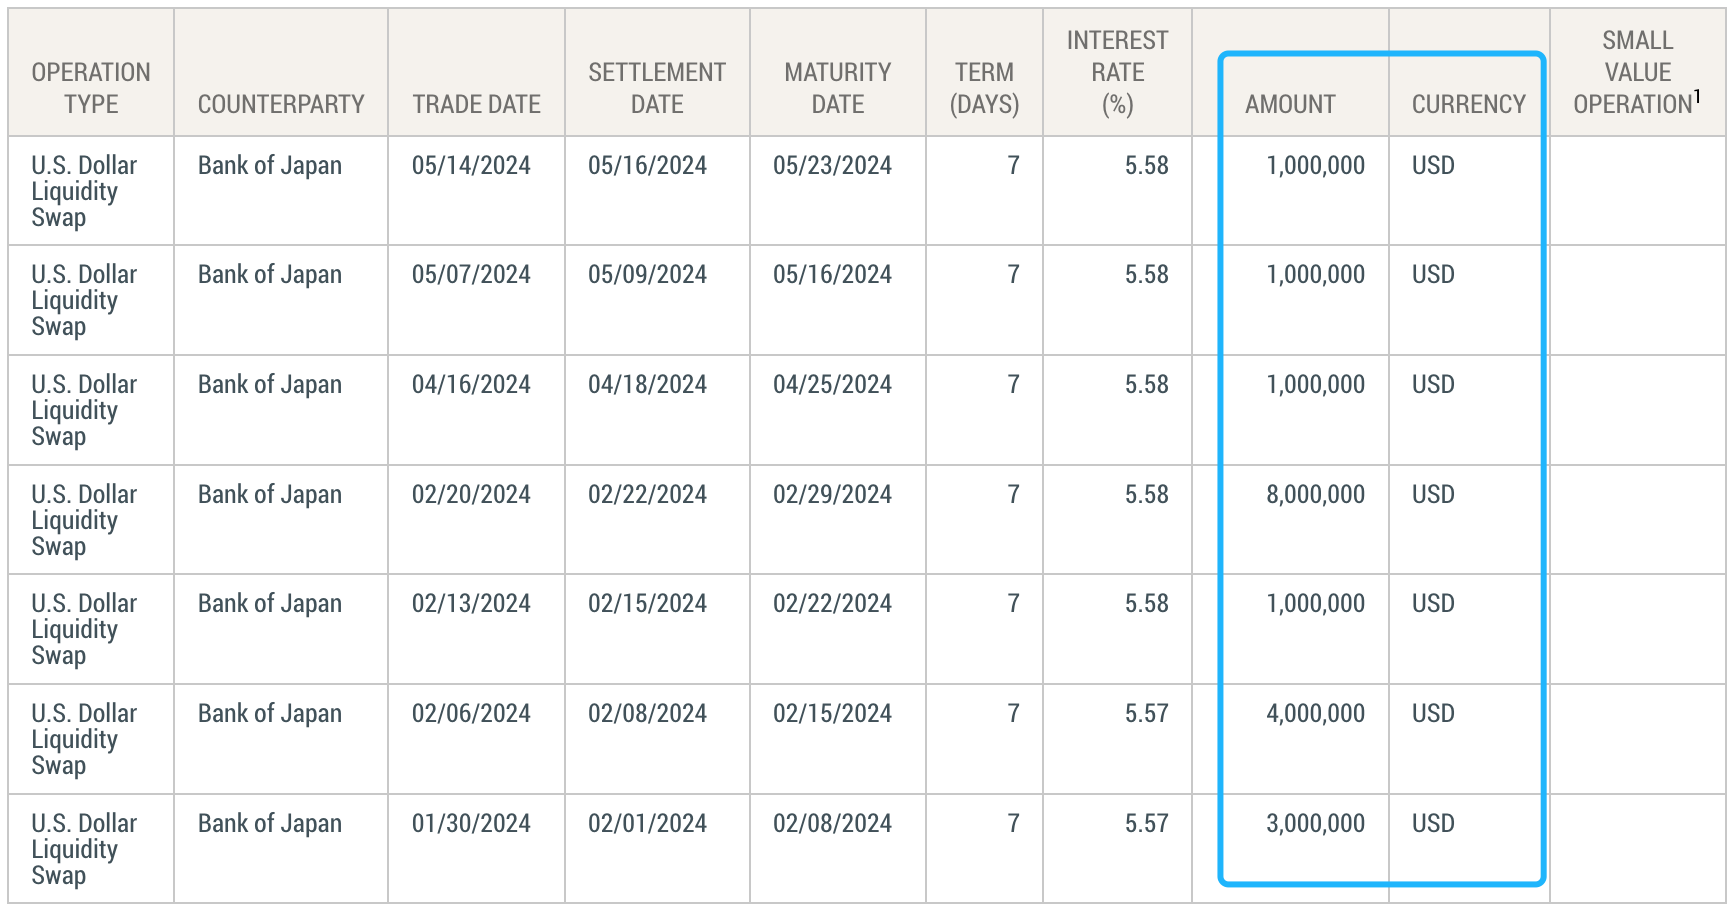 OPERATION TYPE COUNTERPARTY TRADE DATE SETTLEMENT DATE MATURITY DATE TERM (DAYS) INTEREST RATE (%) AMOUNT CURRENCY SMALL VALUE OPERATION1
U.S. Dollar Liquidity Swap Bank of Japan 05/14/2024 05/16/2024 05/23/2024 7 5.58 1,000,000 USD
U.S. Dollar Liquidity Swap Bank of Japan 05/07/2024 05/09/2024 05/16/2024 7 5.58 1,000,000 USD
U.S. Dollar Liquidity Swap Bank of Japan 04/16/2024 04/18/2024 04/25/2024 7 5.58 1,000,000 USD
U.S. Dollar Liquidity Swap Bank of Japan 02/20/2024 02/22/2024 02/29/2024 7 5.58 8,000,000 USD
U.S. Dollar Liquidity Swap Bank of Japan 02/13/2024 02/15/2024 02/22/2024 7 5.58 1,000,000 USD
U.S. Dollar Liquidity Swap Bank of Japan 02/06/2024 02/08/2024 02/15/2024 7 5.57 4,000,000 USD
U.S. Dollar Liquidity Swap Bank of Japan 01/30/2024 02/01/2024 02/08/2024 7 5.57 3,000,000 USD